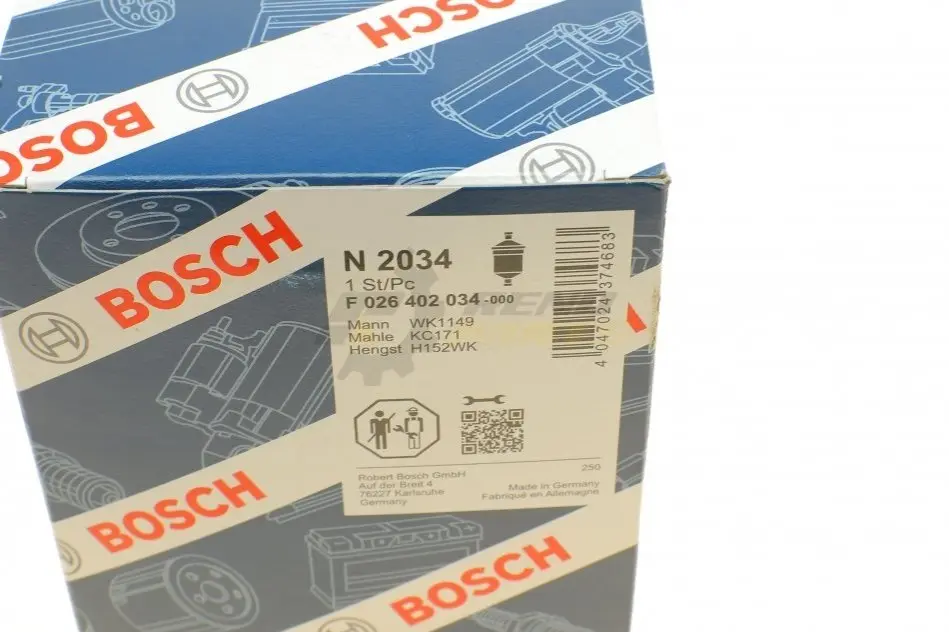 BOSCH
BOSCH
BOSCH
BOSCH
N 2034
1 St/Pc
F 026 402 034 -000
Mann WK1149
Mahle KC171
Hengst H152WK
4 047024 374683
Robert Bosch GmbH
Auf der Breit 4
76227 Karlsruhe
Germany
250
Made in Germany
Fabriqué en Allemagne
BOSCH
BOSCH